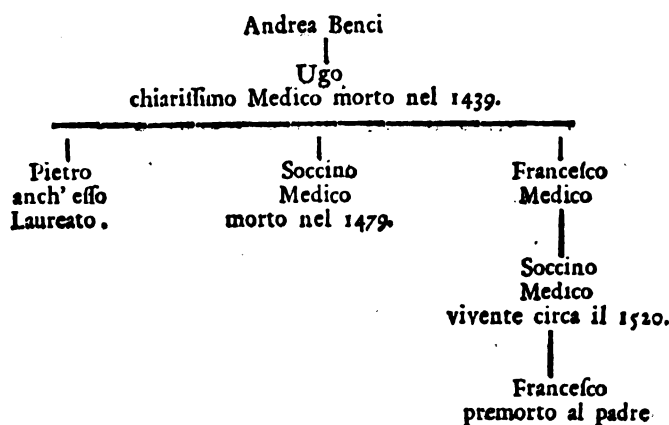 Andrea Benci
Ugo
chiariſſimo Medico morto nel 1439.
Pietro
anch' eſſo
Laureato.
Soccino
Medico
morto nel 1479.
Franceſco
Medico
Soccino
Medico
vivente circa il 1520.
Franceſco
premorto al padre